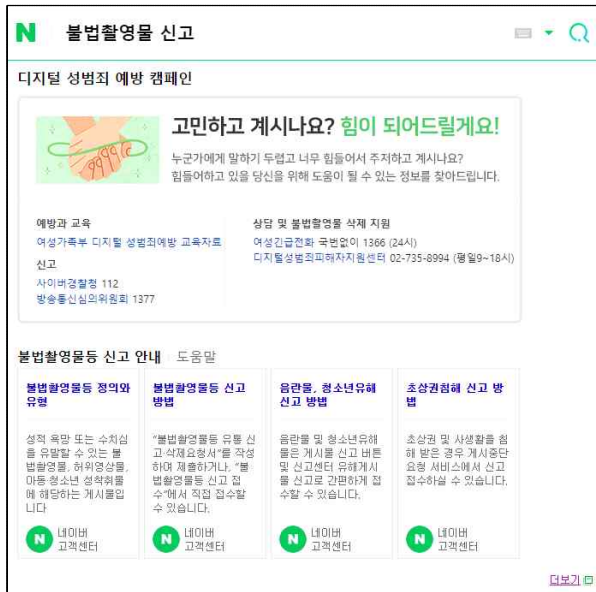 N 불법촬영물 신고
디지털 성범죄 예방 캠페인
고민하고 계시나요? 힘이 되어드릴게요!
누군가에게 말하기 두렵고 너무 힘들어서 주저하고 계시나요?
힘들어하고 있을 당신을 위해 도움이 될 수 있는 정보를 찾아드립니다.
예방과 교육
여성가족부 디지털 성범죄예방 교육자료
신고
사이버경찰청 112
방송통신심의위원회 1377
상담 및 불법촬영물 삭제 지원
여성긴급전화 국번없이 1366 (24시)
디지털성범죄피해자지원센터 02-735-8994 (평일9~18시)
불법촬영물등 신고 안내 도움말
불법촬영물등 정의와
유형
성적 욕망 또는 수치심
을 유발할 수 있는 불
법촬영물, 허위영상물,
아동·청소년 성착취물
에 해당하는 게시물입
니다
N 네이버
고객센터
불법촬영물등 신고
방법
"불법촬영물등 유통 신
고·삭제요청서"를 작성
하여 제출하거나, "불
법촬영물등 신고 접
수"에서 직접 접수할
수 있습니다.
N 네이버
고객센터
음란물, 청소년유해
신고 방법
음란물 및 청소년유해
물은 게시물 신고 버튼
및 신고센터 유해게시
물 신고로 간편하게 접
수할 수 있습니다.
N 네이버
고객센터
초상권침해 신고 방
법
초상권 및 사생활을 침
해 받은 경우 게시중단
요청 서비스에서 신고
접수하실 수 있습니다.
N 네이버
고객센터
더보기